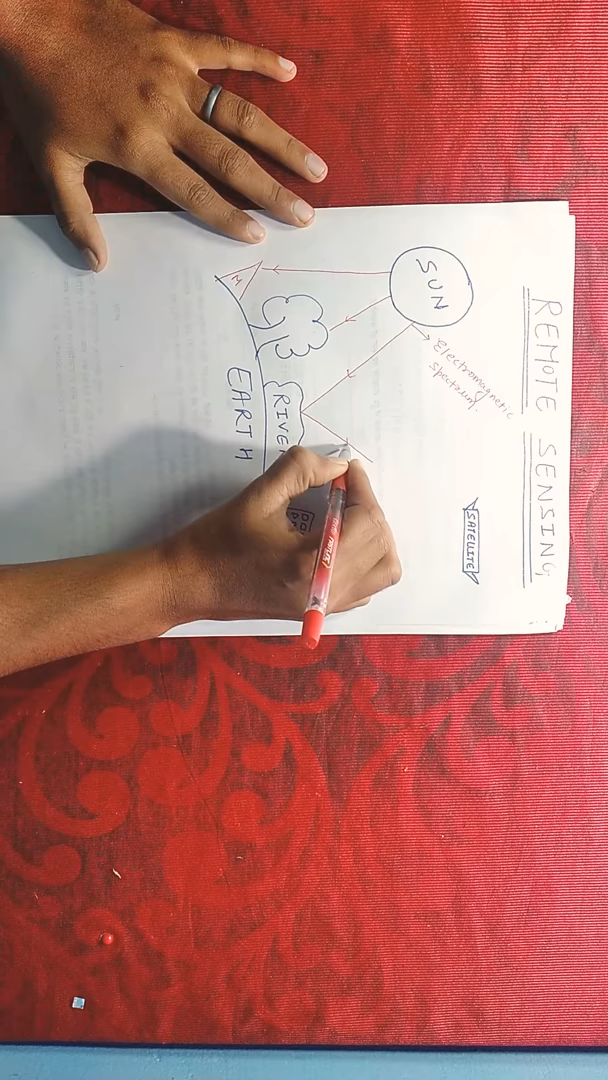 REMOTE SENSING
SUN
Electromagnetic
Spectrum.
SATELLITE
M
RIVE
EARTH